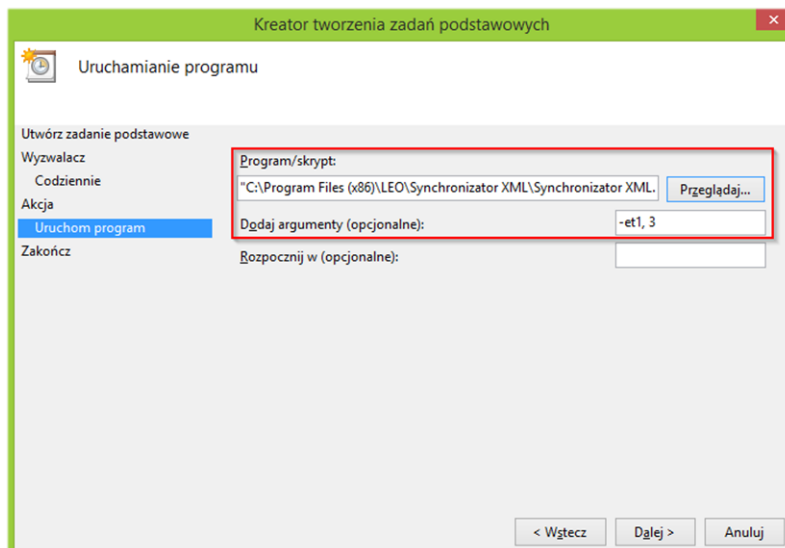 Kreator tworzenia zadań podstawowych
Uruchamianie programu
Utwórz zadanie podstawowe
Wyzwalacz
Codziennie
Akcja
Uruchom program
Zakończ
Program/skrypt:
"C:\Program Files (x86)\LEO\Synchronizator XML\Synchronizator XML.
Przeglądaj...
Dodaj argumenty (opcjonalne):
-et1, 3
Rozpocznij w (opcjonalne):
< Wstecz
Dalej >
Anuluj